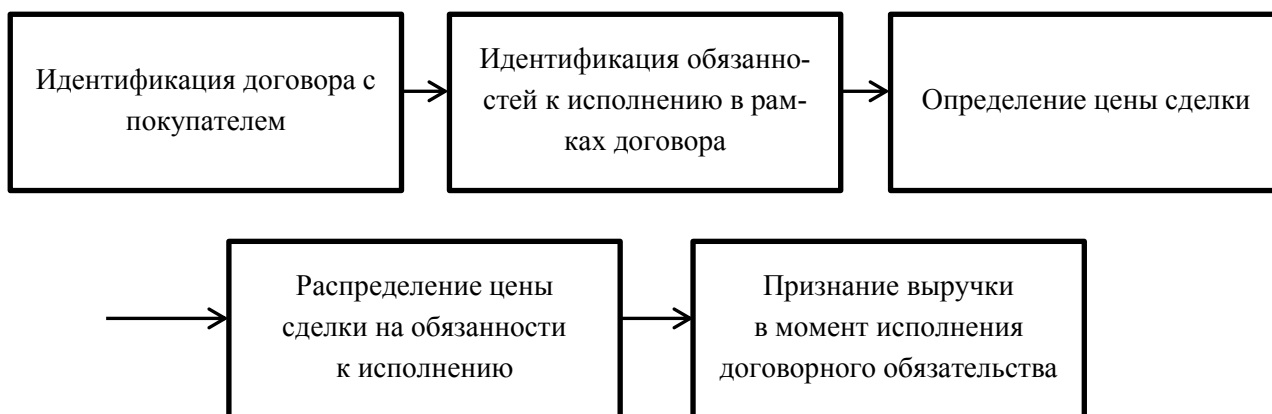 Идентификация договора с
покупателем
Идентификация обязанно-
стей к исполнению в рам-
ках договора
Определение цены сделки
Распределение цены
сделки на обязанности
к исполнению
Признание выручки
в момент исполнения
договорного обязательства